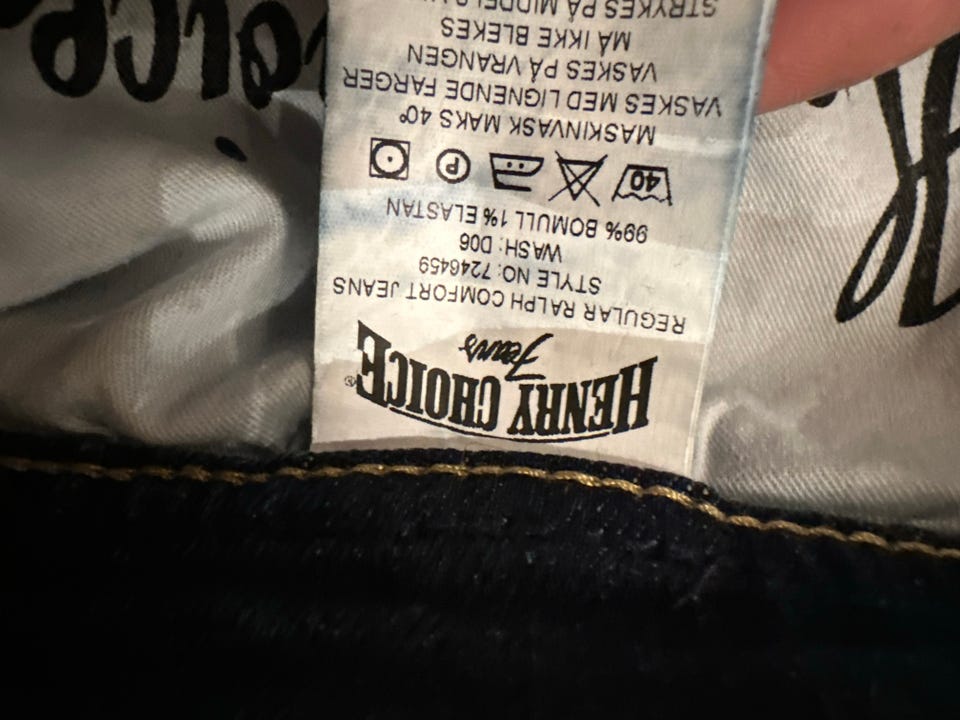 HENRY CHOICE®
Jeans
REGULAR RALPH COMFORT JEANS
STYLE NO: 7246459
WASH: D06
99% BOMULL 1% ELASTAN
40 P
MASKINVASK MAKS 40°
VASKES MED LIGNENDE FARGER
VASKES PÅ VRANGEN
MÅ IKKE BLEKES
STRYKES PÅ